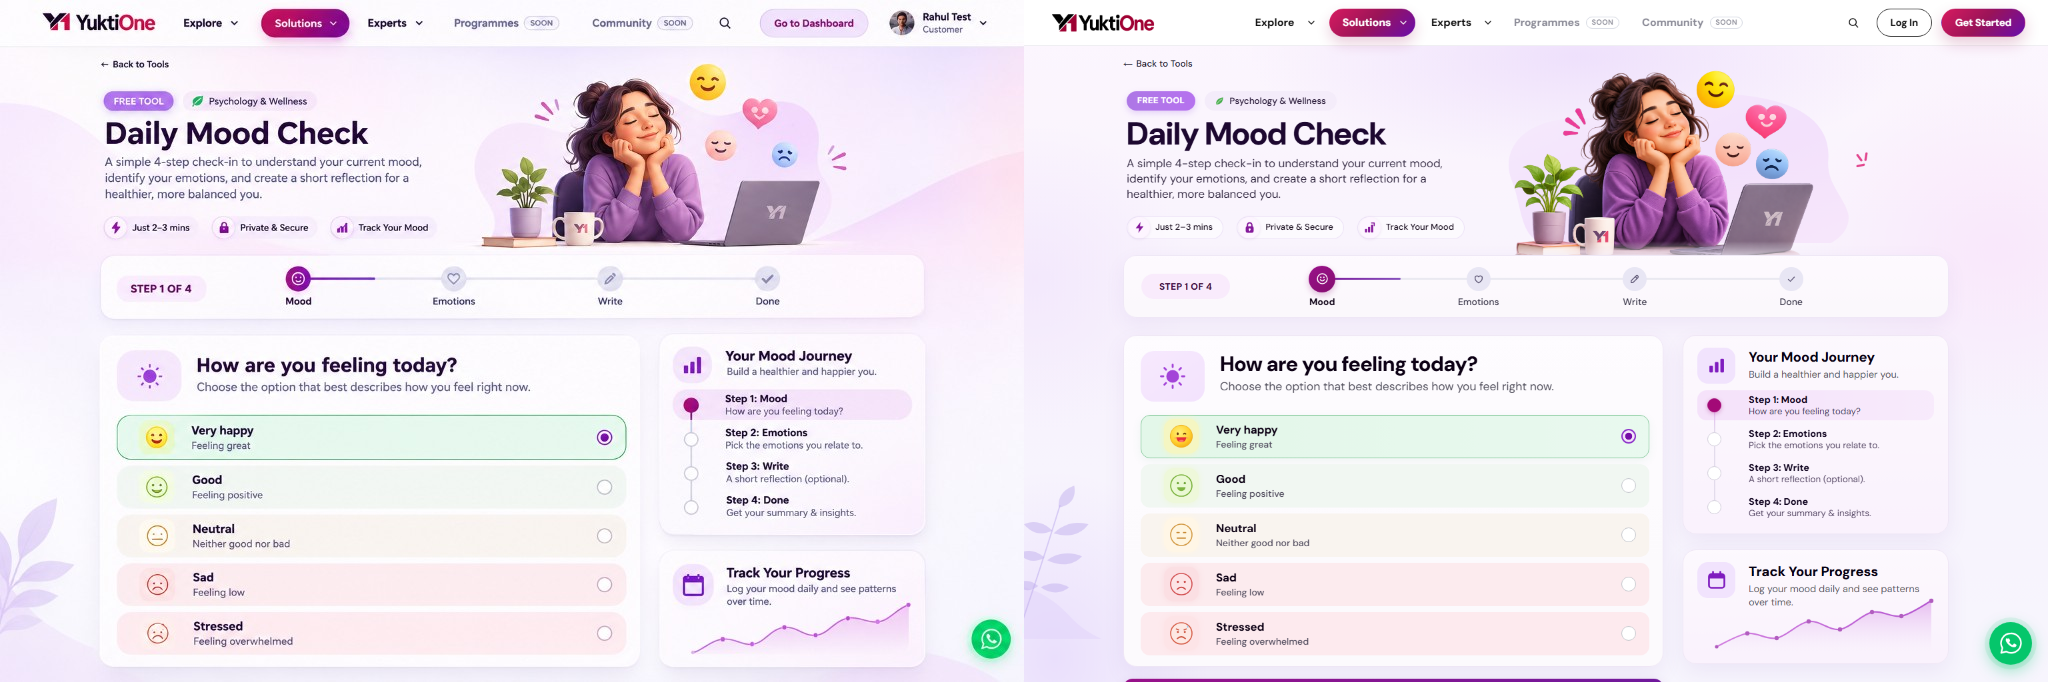 YuktiOne
Explore
Solutions
Experts
Programmes SOON
Community SOON
Go to Dashboard
Rahul Test
Customer
← Back to Tools
FREE TOOL
Psychology & Wellness
Daily Mood Check
A simple 4-step check-in to understand your current mood,
identify your emotions, and create a short reflection for a
healthier, more balanced you.
Just 2-3 mins
Private & Secure
Track Your Mood
STEP 1 OF 4
Mood
Emotions
Write
Done
How are you feeling today?
Choose the option that best describes how you feel right now.
Very happy
Feeling great
Good
Feeling positive
Neutral
Neither good nor bad
Sad
Feeling low
Stressed
Feeling overwhelmed
Your Mood Journey
Build a healthier and happier you.
Step 1: Mood
How are you feeling today?
Step 2: Emotions
Pick the emotions you relate to.
Step 3: Write
A short reflection (optional).
Step 4: Done
Get your summary & insights.
Track Your Progress
Log your mood daily and see patterns
over time.
YuktiOne
Explore
Solutions
Experts
Programmes SOON
Community SOON
Log In
Get Started
← Back to Tools
FREE TOOL
Psychology & Wellness
Daily Mood Check
A simple 4-step check-in to understand your current mood,
identify your emotions, and create a short reflection for a
healthier, more balanced you.
Just 2-3 mins
Private & Secure
Track Your Mood
STEP 1 OF 4
Mood
Emotions
Write
Done
How are you feeling today?
Choose the option that best describes how you feel right now.
Very happy
Feeling great
Good
Feeling positive
Neutral
Neither good nor bad
Sad
Feeling low
Stressed
Feeling overwhelmed
Your Mood Journey
Build a healthier and happier you.
Step 1: Mood
How are you feeling today?
Step 2: Emotions
Pick the emotions you relate to.
Step 3: Write
A short reflection (optional).
Step 4: Done
Get your summary & insights.
Track Your Progress
Log your mood daily and see patterns
over time.